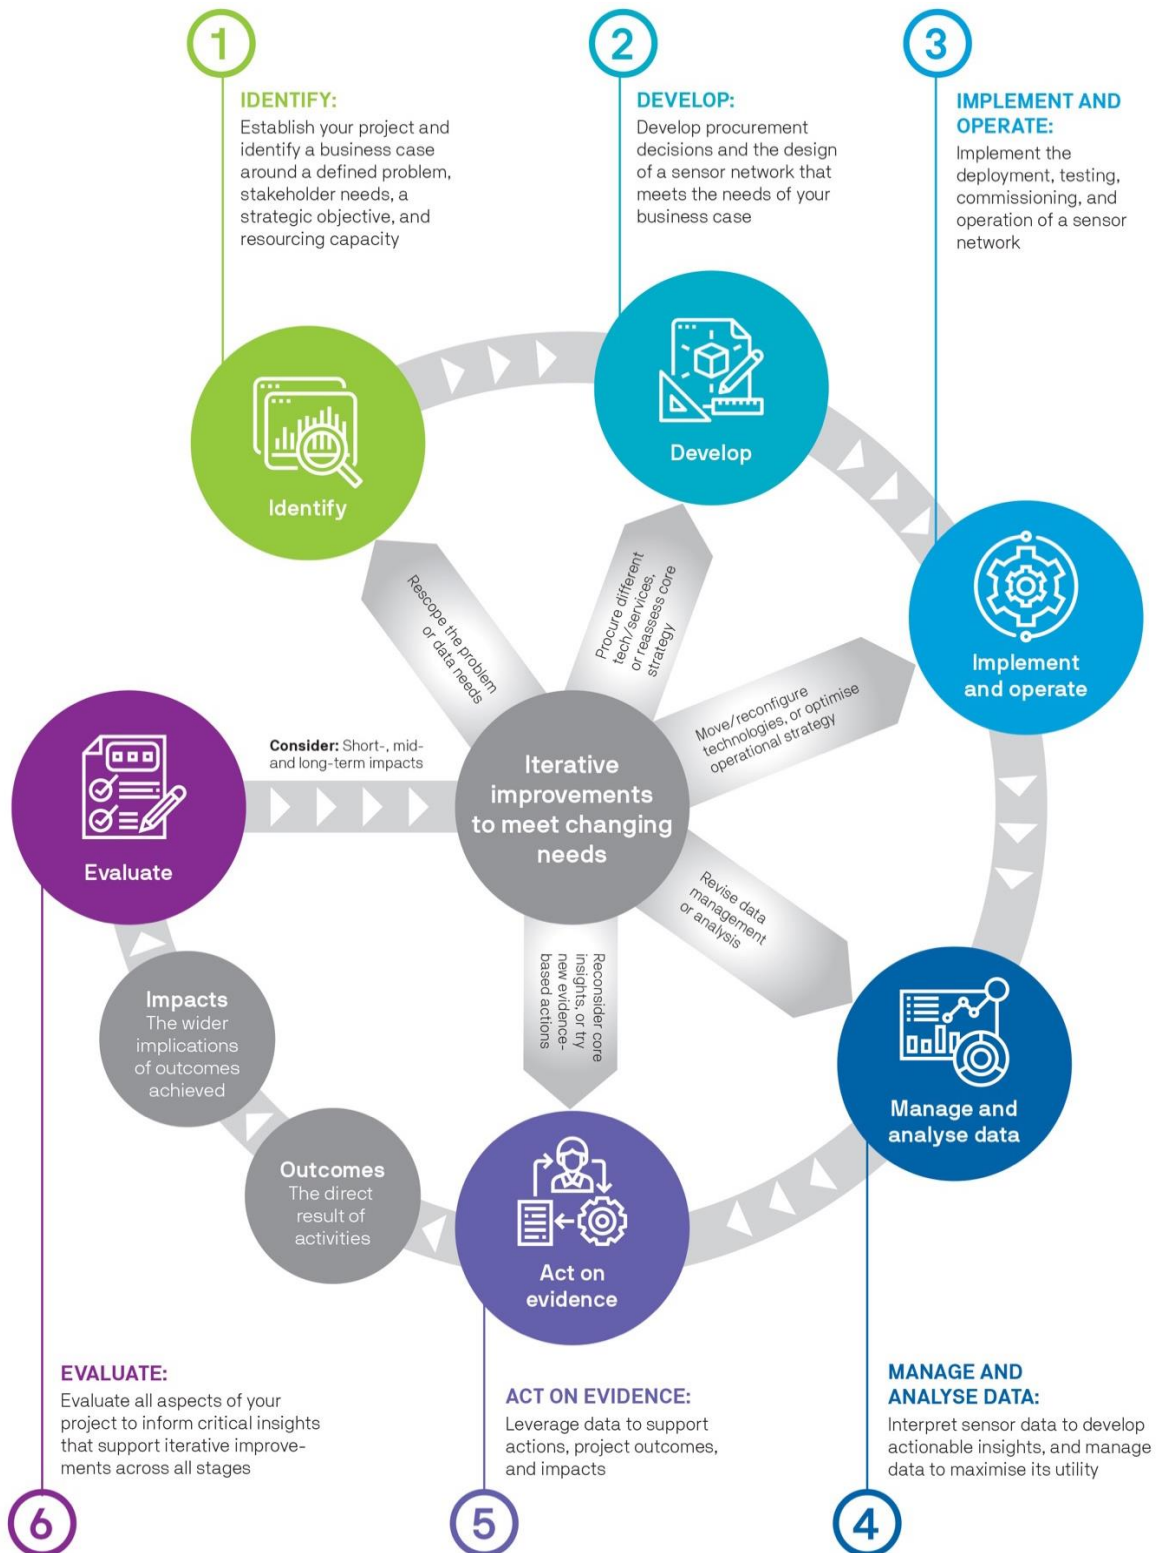 1
2
3
IDENTIFY:
Establish your project and
identify a business case
around a defined problem,
stakeholder needs, a
strategic objective, and
resourcing capacity
DEVELOP:
Develop procurement
decisions and the design
of a sensor network that
meets the needs of your
business case
IMPLEMENT AND
OPERATE:
Implement the
deployment, testing,
commissioning, and
operation of a sensor
network
Identify
Develop
Implement
and operate
Rescope the problem
or data needs
Procure different
tech/services,
or reassess core
strategy
Move/reconfigure
technologies, or optimise
operational strategy
Evaluate
Consider: Short-, mid-
and long-term impacts
Iterative
improvements
to meet changing
needs
Revise data
management
or analysis
Reconsider core
insights, or try
new evidence-
based actions
Impacts
The wider
implications
of outcomes
achieved
Outcomes
The direct
result of
activities
Act on
evidence
Manage and
analyse data
EVALUATE:
Evaluate all aspects of your
project to inform critical insights
that support iterative improve-
ments across all stages
ACT ON EVIDENCE:
Leverage data to support
actions, project outcomes,
and impacts
MANAGE AND
ANALYSE DATA:
Interpret sensor data to develop
actionable insights, and manage
data to maximise its utility
6
5
4